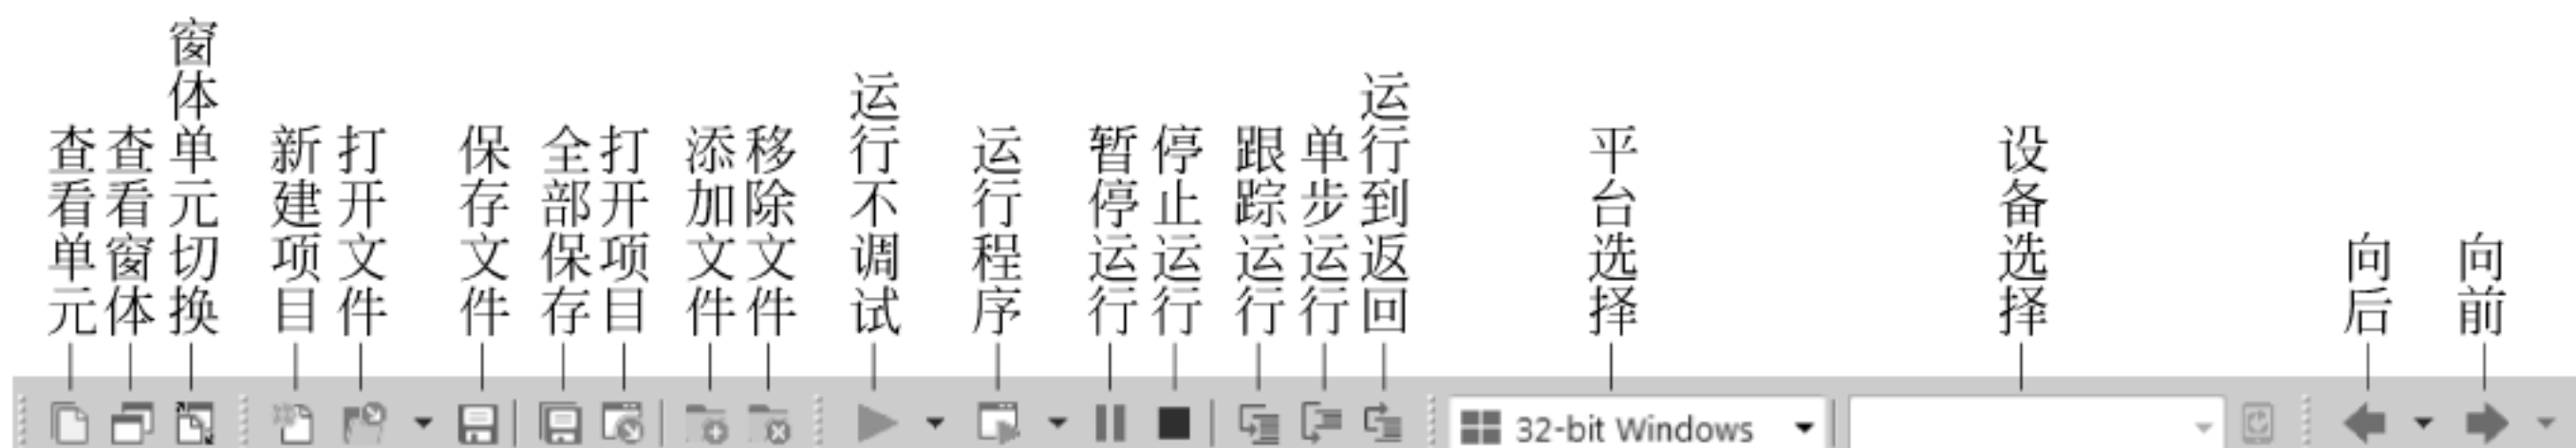 查看单元
查看窗体
窗体单元切换
新建项目
打开文件
保存文件
全部保存
打开项目
添加文件
移除文件
运行不调试
运行程序
暂停运行
停止运行
跟踪运行
单步运行
运行到返回
平台选择
设备选择
向后
向前
32-bit Windows